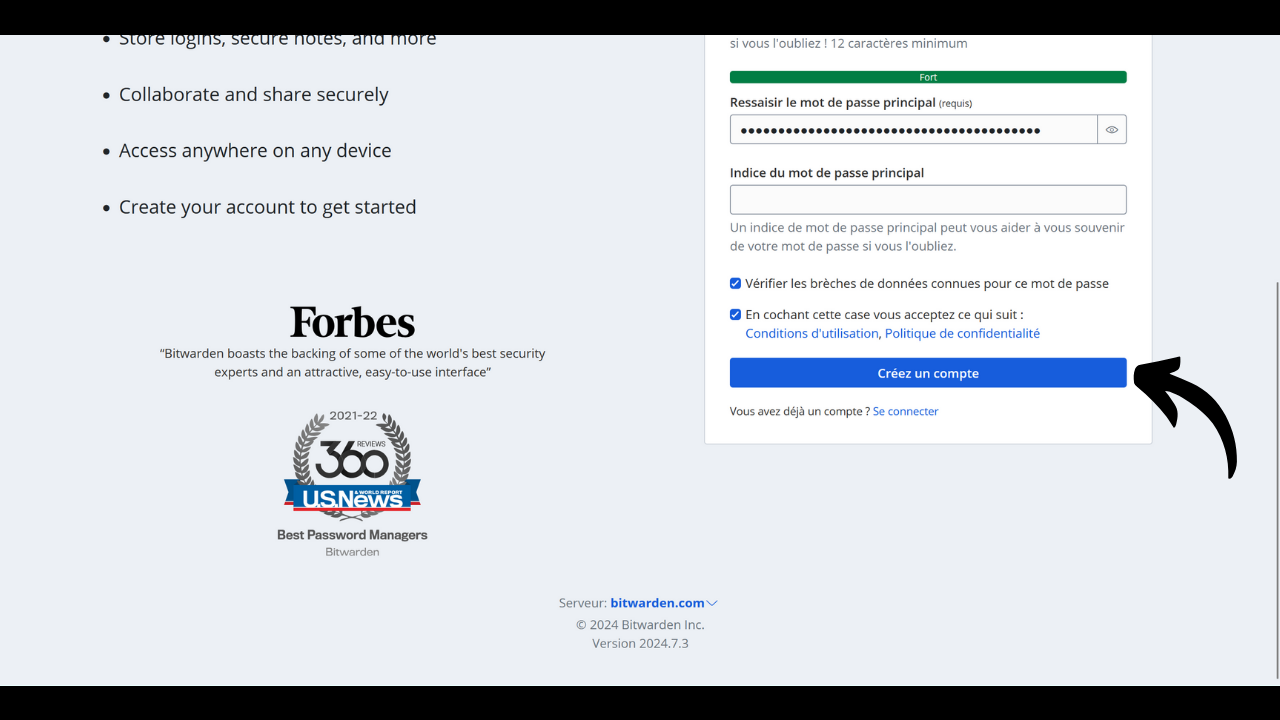 Store logins, secure notes, and more
Collaborate and share securely
Access anywhere on any device
Create your account to get started
Forbes
“Bitwarden boasts the backing of some of the world's best security
experts and an attractive, easy-to-use interface”
2021-22
360 REVIEWS
U.S.News
& WORLD REPORT
Best Password Managers
Bitwarden
si vous l'oubliez ! 12 caractères minimum
Fort
Ressaisir le mot de passe principal (requis)
Indice du mot de passe principal
Un indice de mot de passe principal peut vous aider à vous souvenir
de votre mot de passe si vous l'oubliez.
Vérifier les brèches de données connues pour ce mot de passe
En cochant cette case vous acceptez ce qui suit :
Conditions d'utilisation, Politique de confidentialité
Créez un compte
Vous avez déjà un compte ? Se connecter
Serveur: bitwarden.com
© 2024 Bitwarden Inc.
Version 2024.7.3